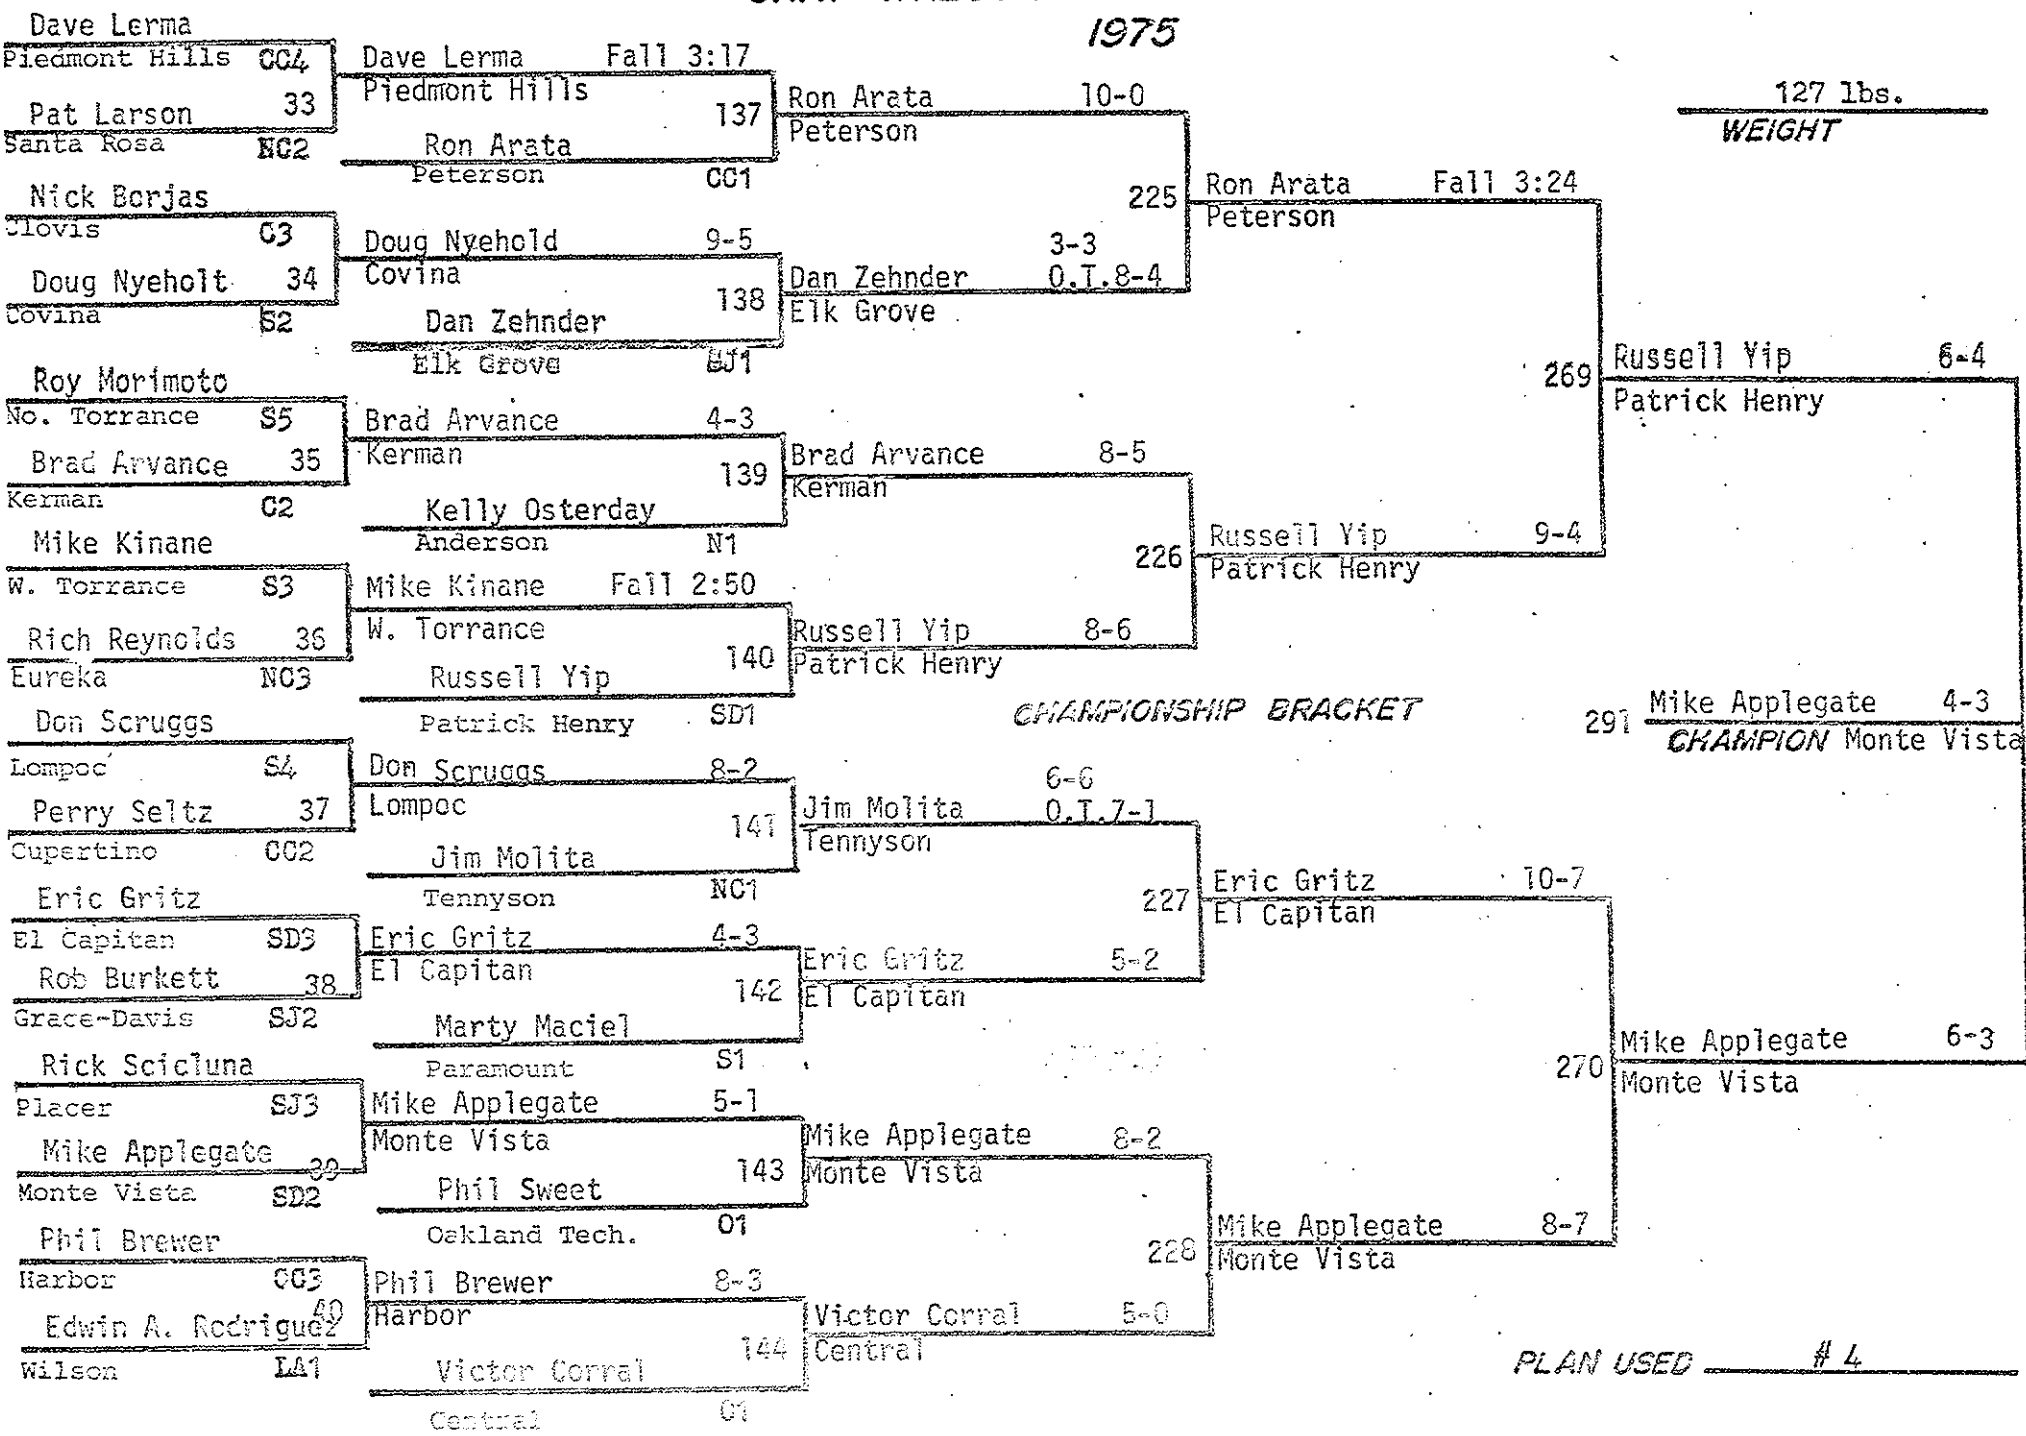 1975
127 lbs.
WEIGHT
Dave Lerma
Piedmont Hills CC4
33
Pat Larson
Santa Rosa NC2
Nick Borjas
Clovis C3
Doug Nyeholt 34
Covina S2
Roy Morimoto
No. Torrance S5
Brad Arvance 35
Kerman C2
Mike Kinane
W. Torrance S3
Rich Reynolds 36
Eureka NC3
Don Scruggs
Lompoc S4
Perry Seltz 37
Cupertino CC2
Eric Gritz
El Capitan SD3
Rob Burkett 38
Grace-Davis SJ2
Rick Scicluna
Placer SJ3
Mike Applegate 39
Monte Vista SD2
Phil Brewer
Harbor CC3
40
Edwin A. Rodriguez
Wilson LA1
Dave Lerma Fall 3:17
Piedmont Hills
137
Ron Arata
Peterson CC1
Doug Nyehold 9-5
Covina
138
Dan Zehnder
Elk Grove SJ1
Brad Arvance 4-3
Kerman
139
Kelly Osterday
Anderson N1
Mike Kinane Fall 2:50
W. Torrance
140
Russell Yip
Patrick Henry SD1
Don Scruggs 8-2
Lompoc
141
Jim Molita
Tennyson NC1
Eric Gritz 4-3
El Capitan
142
Marty Maciel
Paramount S1
Mike Applegate 5-1
Monte Vista
143
Phil Sweet
Oakland Tech. O1
Phil Brewer 8-3
Harbor
144
Victor Corral
Central C1
Ron Arata 10-0
Peterson
225
3-3
Dan Zehnder O.T.8-4
Elk Grove
Brad Arvance 8-5
Kerman
226
Russell Yip 8-6
Patrick Henry
CHAMPIONSHIP BRACKET
6-6
Jim Molita O.T.7-1
Tennyson
227
Eric Gritz 5-2
El Capitan
Mike Applegate 8-2
Monte Vista
228
Victor Corral 5-0
Central
Ron Arata Fall 3:24
Peterson
269
Russell Yip 9-4
Patrick Henry
Eric Gritz 10-7
El Capitan
270
Mike Applegate 8-7
Monte Vista
Russell Yip 6-4
Patrick Henry
291 Mike Applegate 4-3
CHAMPION Monte Vista
Mike Applegate 6-3
Monte Vista
PLAN USED # 4